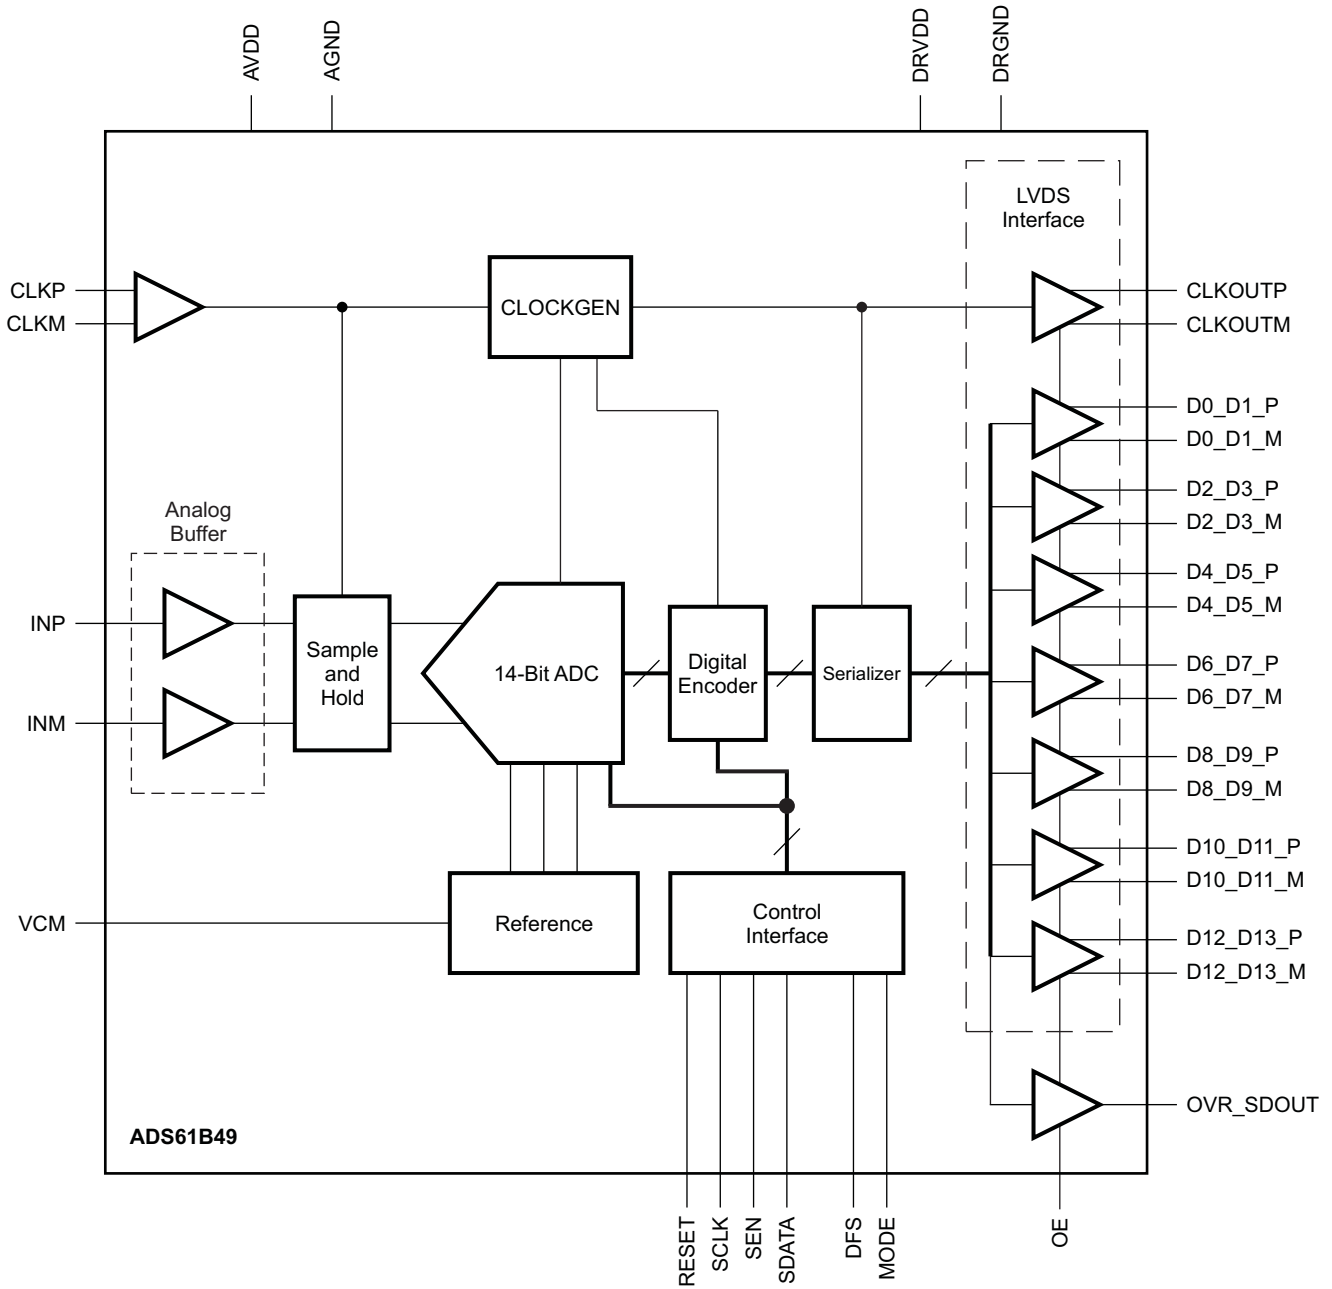 AVDD
AGND
DRVDD
DRGND
LVDS
Interface
CLKP
CLKM
CLOCKGEN
CLKOUTP
CLKOUTM
D0_D1_P
D0_D1_M
D2_D3_P
D2_D3_M
Analog
Buffer
D4_D5_P
D4_D5_M
INP
INM
Sample
and
Hold
14-Bit ADC
Digital
Encoder
Serializer
D6_D7_P
D6_D7_M
D8_D9_P
D8_D9_M
D10_D11_P
D10_D11_M
VCM
Reference
Control
Interface
D12_D13_P
D12_D13_M
OVR_SDOUT
ADS61B49
RESET
SCLK
SEN
SDATA
DFS
MODE
OE